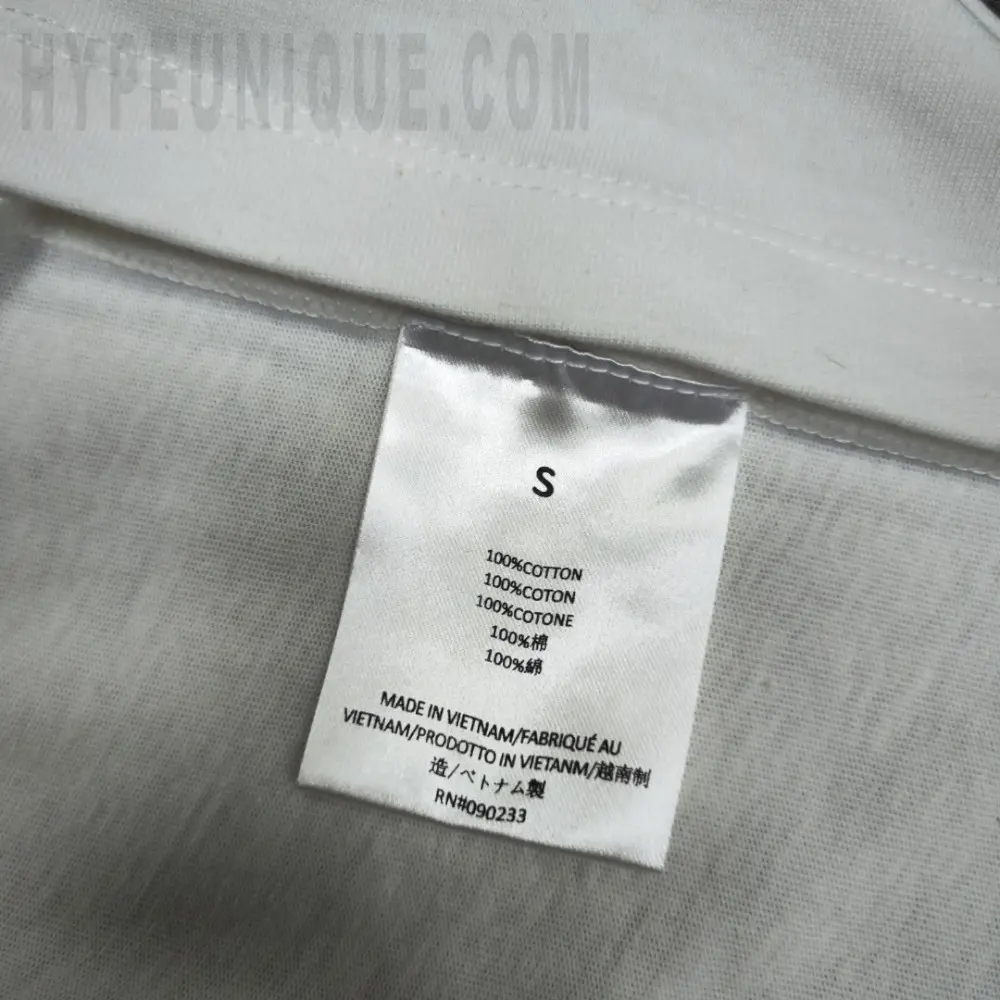 HYPEUNIQUE.COM
S
100%COTTON
100%COTON
100%COTONE
100%棉
100%綿
MADE IN VIETNAM/FABRIQUÉ AU
VIETNAM/PRODOTTO IN VIETANM/越南制
造/ベトナム製
RN#090233